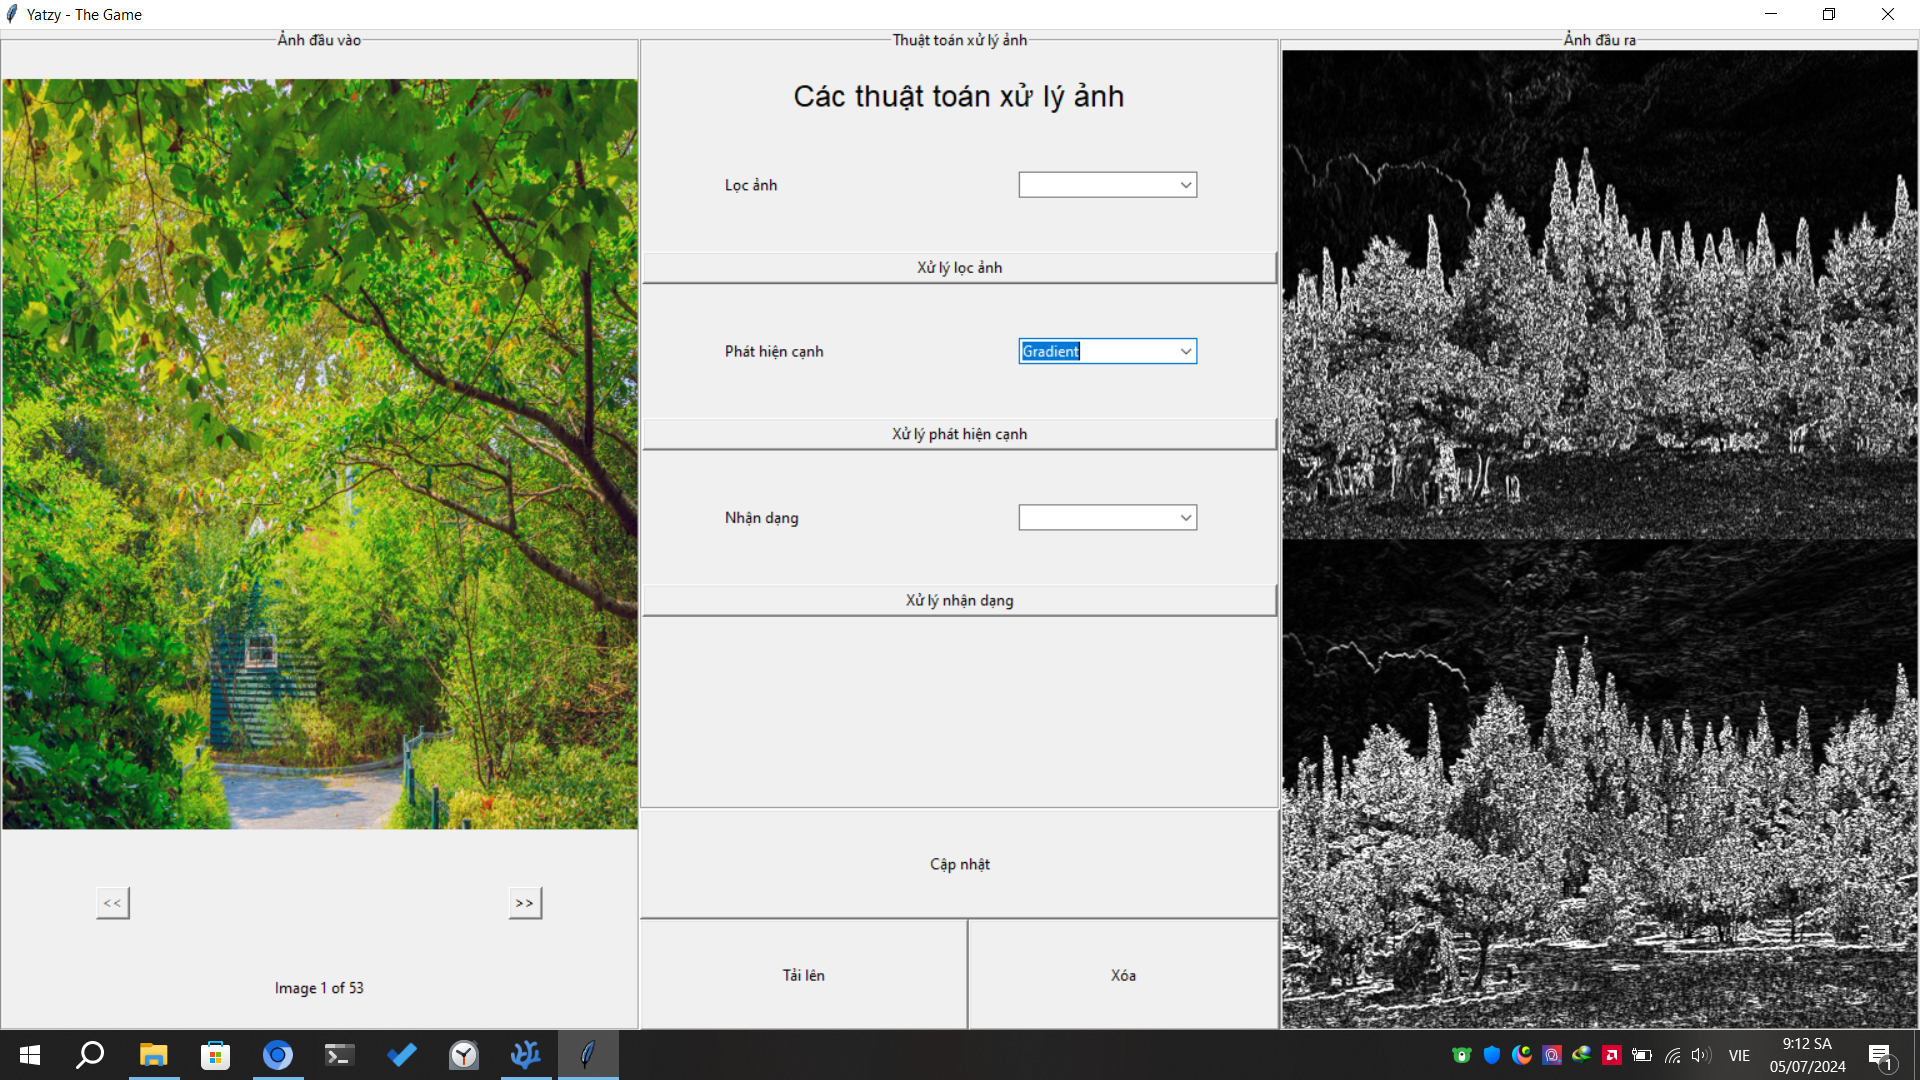 Yatzy - The Game
Ảnh đầu vào
<<
>>
Image 1 of 53
Thuật toán xử lý ảnh
Các thuật toán xử lý ảnh
Lọc ảnh
Xử lý lọc ảnh
Phát hiện cạnh
Gradient
Xử lý phát hiện cạnh
Nhận dạng
Xử lý nhận dạng
Cập nhật
Tải lên
Xóa
Ảnh đầu ra
VIE
9:12 SA
05/07/2024
1